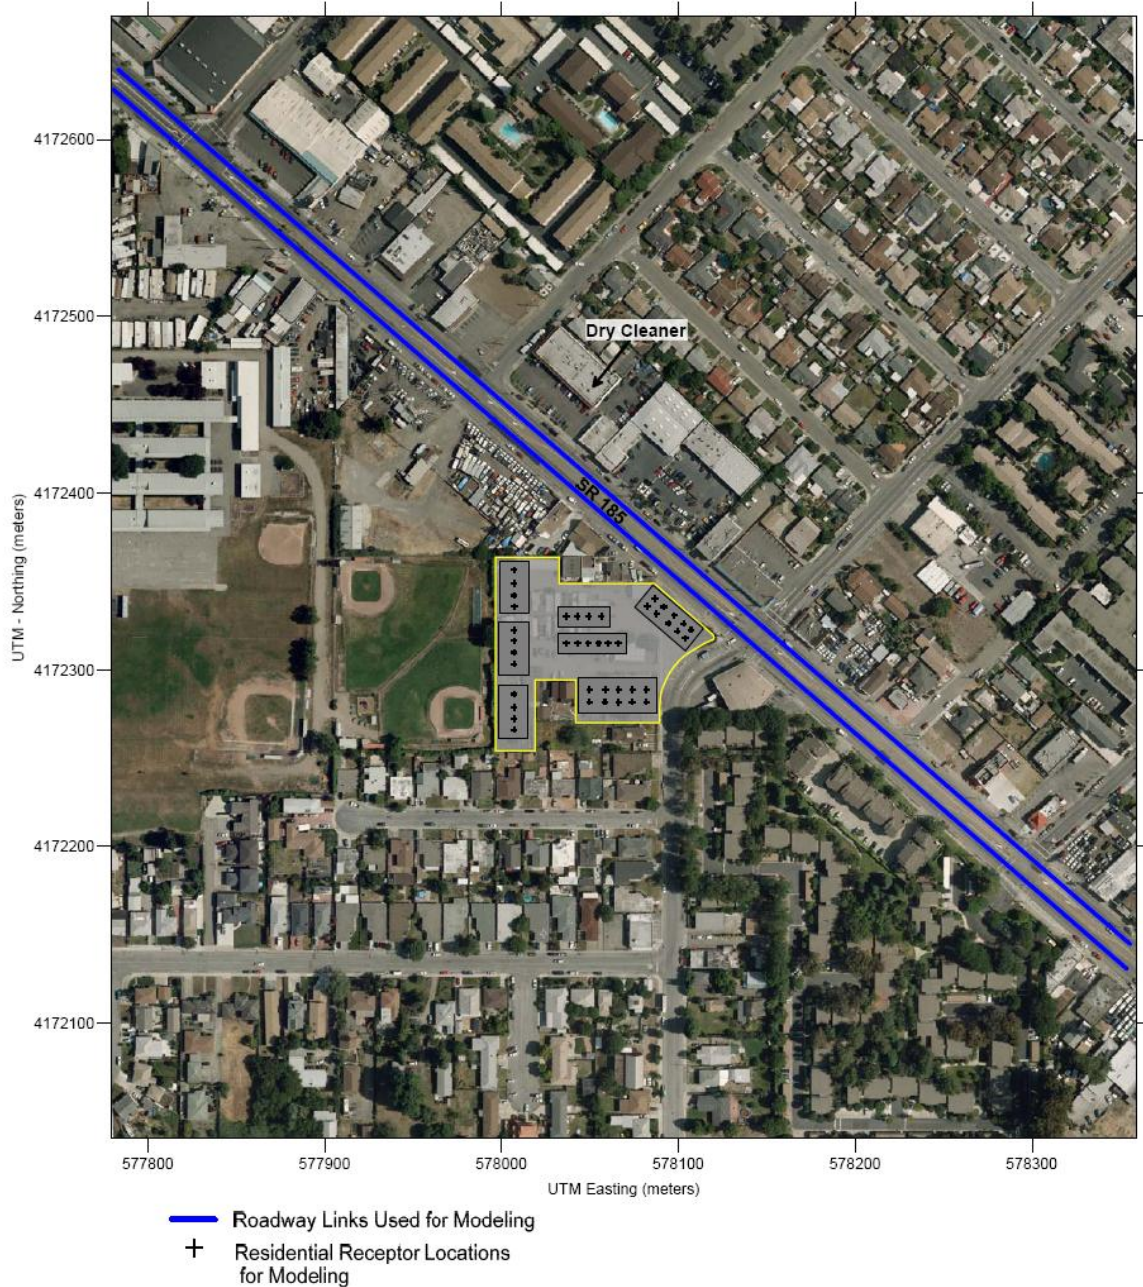 4172600
4172500
Dry Cleaner
4172400
SR 185
UTM - Northing (meters)
4172300
4172200
4172100
577800
577900
578000
578100
578200
578300
UTM Easting (meters)
Roadway Links Used for Modeling
Residential Receptor Locations
for Modeling